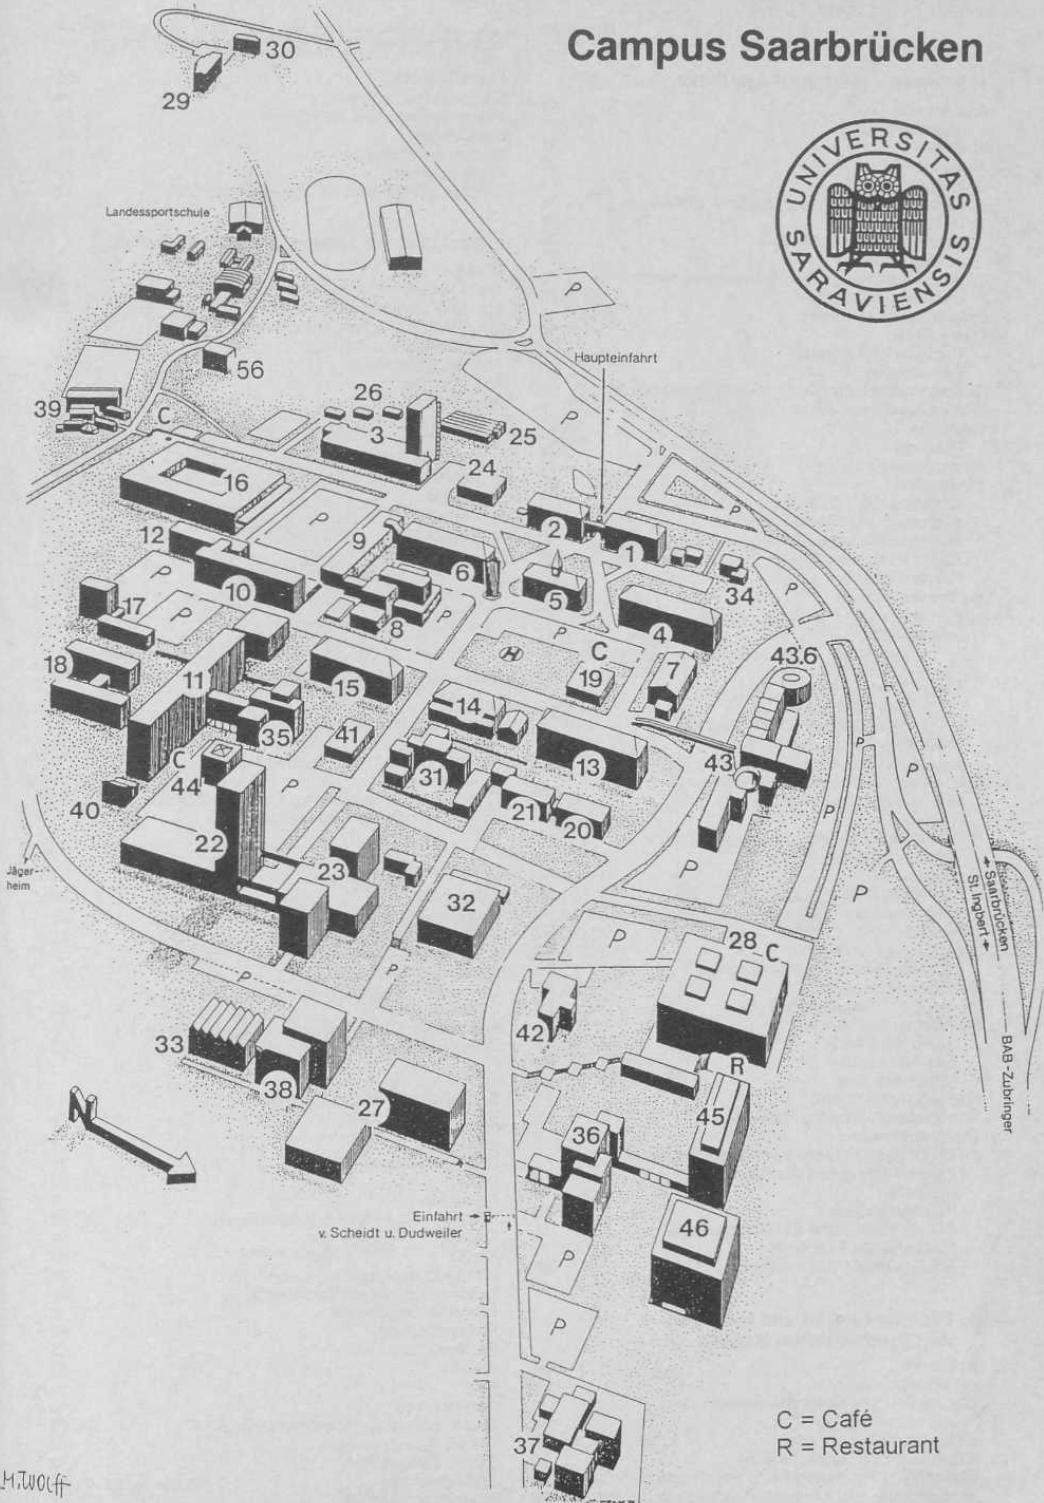 Campus Saarbrücken
30
29
UNIVERSITAS
SARAVIENSIS
Landessportschule
P
Haupteinfahrt
56
26
39
C
3
P
25
24
16
P
P
2
12
9
1
6
P
10
5
34
P
17
P
8
P
4
P
C
43.6
18
H
7
11
15
19
14
35
41
P
C
31
13
43
P
44
P
40
21
20
P
22
Jäger-
heim
23
P
P
Saarbrücken
St. Ingbert
32
28
C
P
P
P
42
33
R
BAB-Zubringer
38
27
45
N
36
Einfahrt
v. Scheidt u. Dudweiler
46
P
P
C = Café
R = Restaurant
37
M.WOLFF